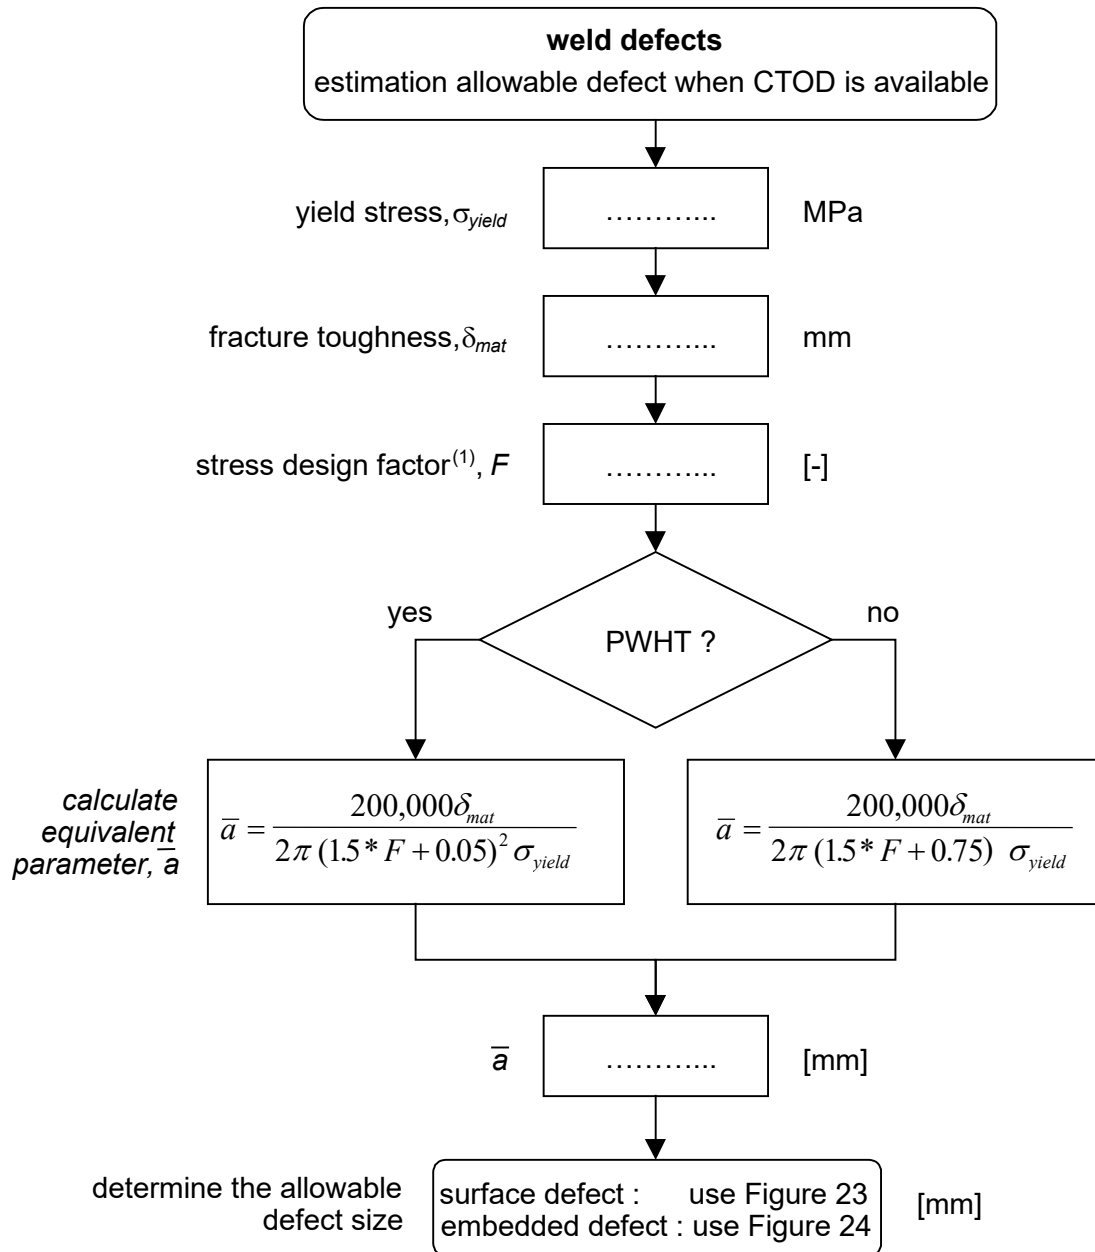 weld defects
estimation allowable defect when CTOD is available
yield stress,σyield ………... MPa
fracture toughness,δmat ………... mm
stress design factor(1), F ………... [-]
yes
PWHT ?
no
calculate
equivalent
parameter, a̅
a̅ = 200,000δmat / 2π (1.5 * F + 0.05)² σyield
a̅ = 200,000δmat / 2π (1.5 * F + 0.75) σyield
a̅ ………... [mm]
determine the allowable
defect size
surface defect : use Figure 23
embedded defect : use Figure 24
[mm]